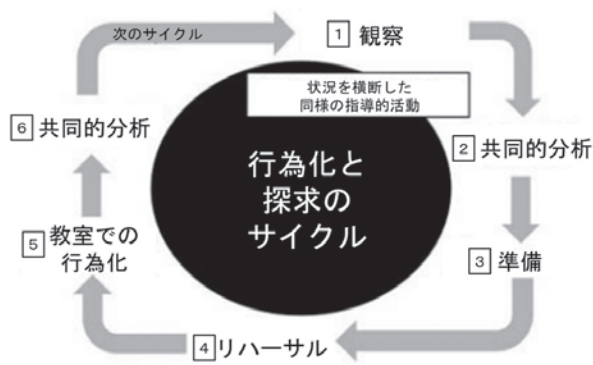 次のサイクル
1 観察
状況を横断した
同様の指導的活動
6 共同的分析
2 共同的分析
行為化と
探求の
サイクル
5 教室での
行為化
3 準備
4 リハーサル